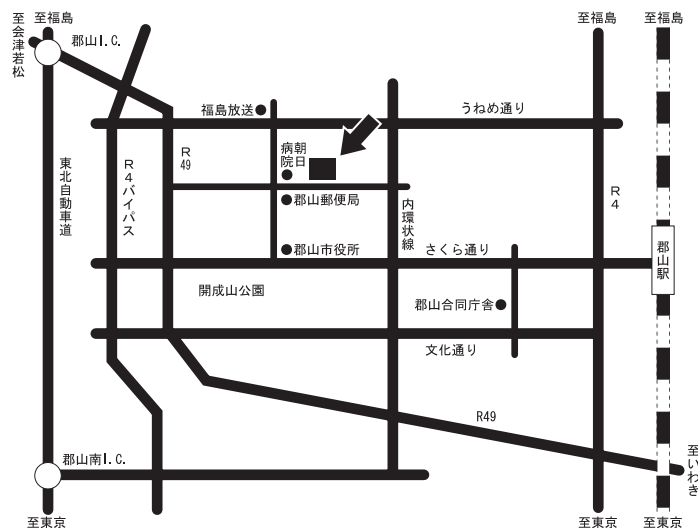 至会津若松
至福島
郡山I.C.
至福島
至福島
福島放送
うねめ通り
R49
朝日病院
東北自動車道
R4バイパス
郡山郵便局
内環状線
R4
郡山市役所
さくら通り
郡山駅
開成山公園
郡山合同庁舎
文化通り
R49
郡山南I.C.
至いわき
至東京
至東京
至東京